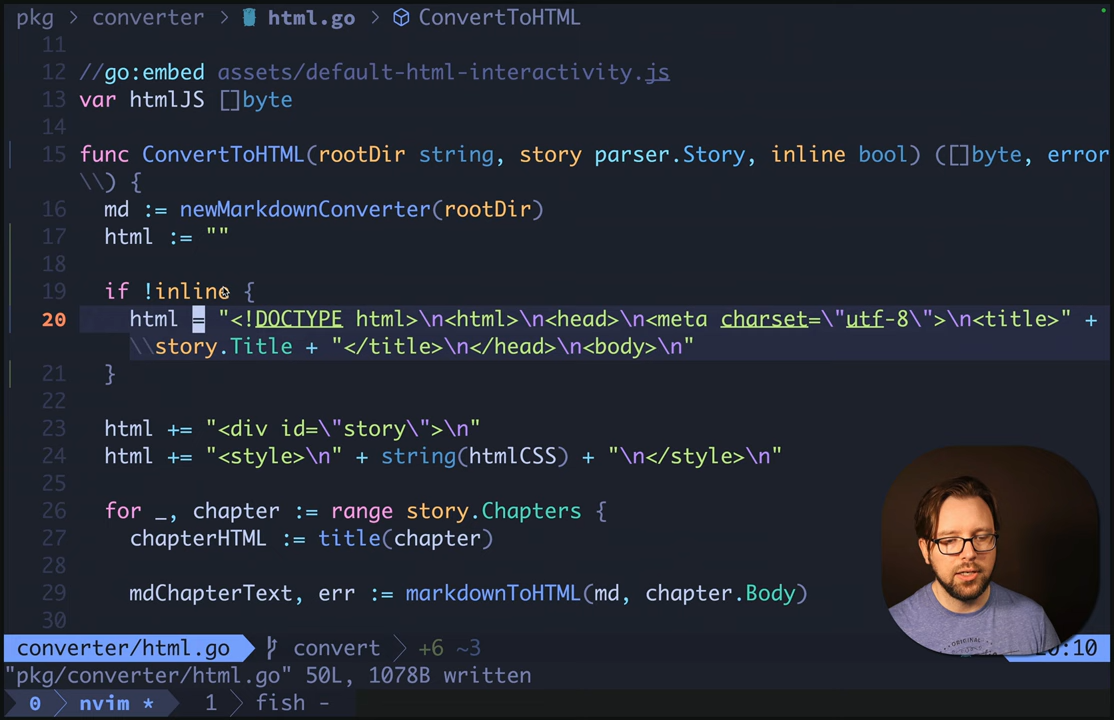 pkg > converter > html.go > ConvertToHTML
11
12 //go:embed assets/default-html-interactivity.js
13 var htmlJS []byte
14
15 func ConvertToHTML(rootDir string, story parser.Story, inline bool) ([]byte, error
\\) {
16 md := newMarkdownConverter(rootDir)
17 html := ""
18
19 if !inline {
20 html = "<!DOCTYPE html>\n<html>\n<head>\n<meta charset=\"utf-8\">\n<title>" +
\\story.Title + "</title>\n</head>\n<body>\n"
21 }
22
23 html += "<div id=\"story\">\n"
24 html += "<style>\n" + string(htmlCSS) + "\n</style>\n"
25
26 for _, chapter := range story.Chapters {
27 chapterHTML := title(chapter)
28
29 mdChapterText, err := markdownToHTML(md, chapter.Body)
30
converter/html.go convert > +6 ~3 :10
"pkg/converter/html.go" 50L, 1078B written
0 > nvim * 1 > fish -
ORIGINAL